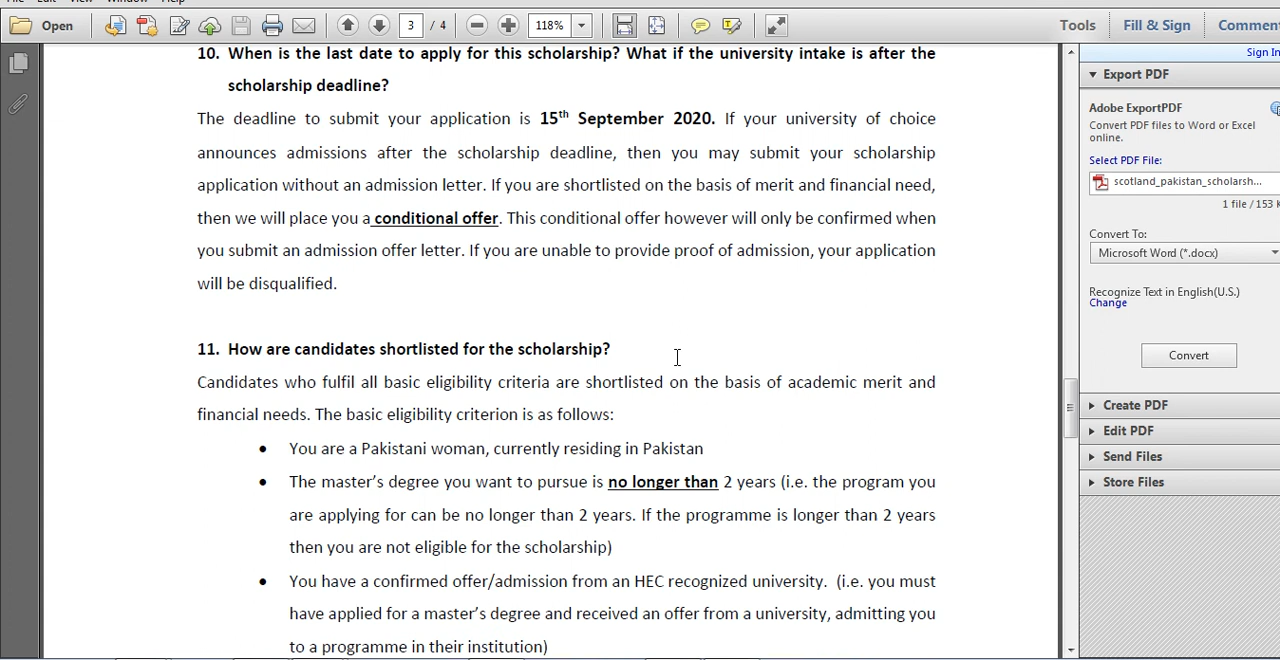 File Edit View Window Help
Open 3 / 4 118% Tools Fill & Sign Comment
Sign In
10. When is the last date to apply for this scholarship? What if the university intake is after the
scholarship deadline?
The deadline to submit your application is 15th September 2020. If your university of choice
announces admissions after the scholarship deadline, then you may submit your scholarship
application without an admission letter. If you are shortlisted on the basis of merit and financial need,
then we will place you a conditional offer. This conditional offer however will only be confirmed when
you submit an admission offer letter. If you are unable to provide proof of admission, your application
will be disqualified.
11. How are candidates shortlisted for the scholarship?
Candidates who fulfil all basic eligibility criteria are shortlisted on the basis of academic merit and
financial needs. The basic eligibility criterion is as follows:
• You are a Pakistani woman, currently residing in Pakistan
• The master's degree you want to pursue is no longer than 2 years (i.e. the program you
are applying for can be no longer than 2 years. If the programme is longer than 2 years
then you are not eligible for the scholarship)
• You have a confirmed offer/admission from an HEC recognized university. (i.e. you must
have applied for a master's degree and received an offer from a university, admitting you
to a programme in their institution)
Export PDF
Adobe ExportPDF
Convert PDF files to Word or Excel
online.
Select PDF File:
scotland_pakistan_scholarsh...
1 file / 153 K
Convert To:
Microsoft Word (*.docx)
Recognize Text in English(U.S.)
Change
Convert
Create PDF
Edit PDF
Send Files
Store Files